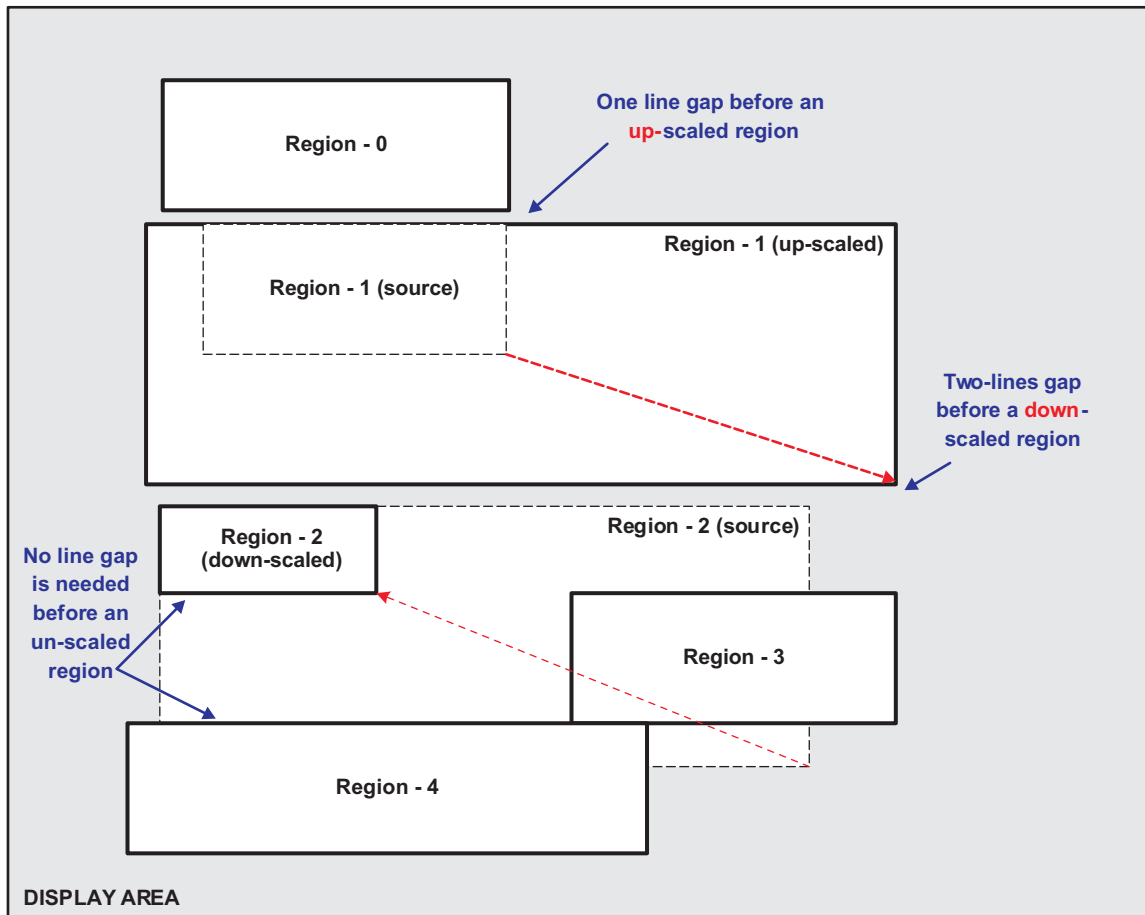 Region - 0
One line gap before an
up-scaled region
Region - 1 (up-scaled)
Region - 1 (source)
Two-lines gap
before a down-
scaled region
Region - 2
(down-scaled)
Region - 2 (source)
No line gap
is needed
before an
un-scaled
region
Region - 3
Region - 4
DISPLAY AREA